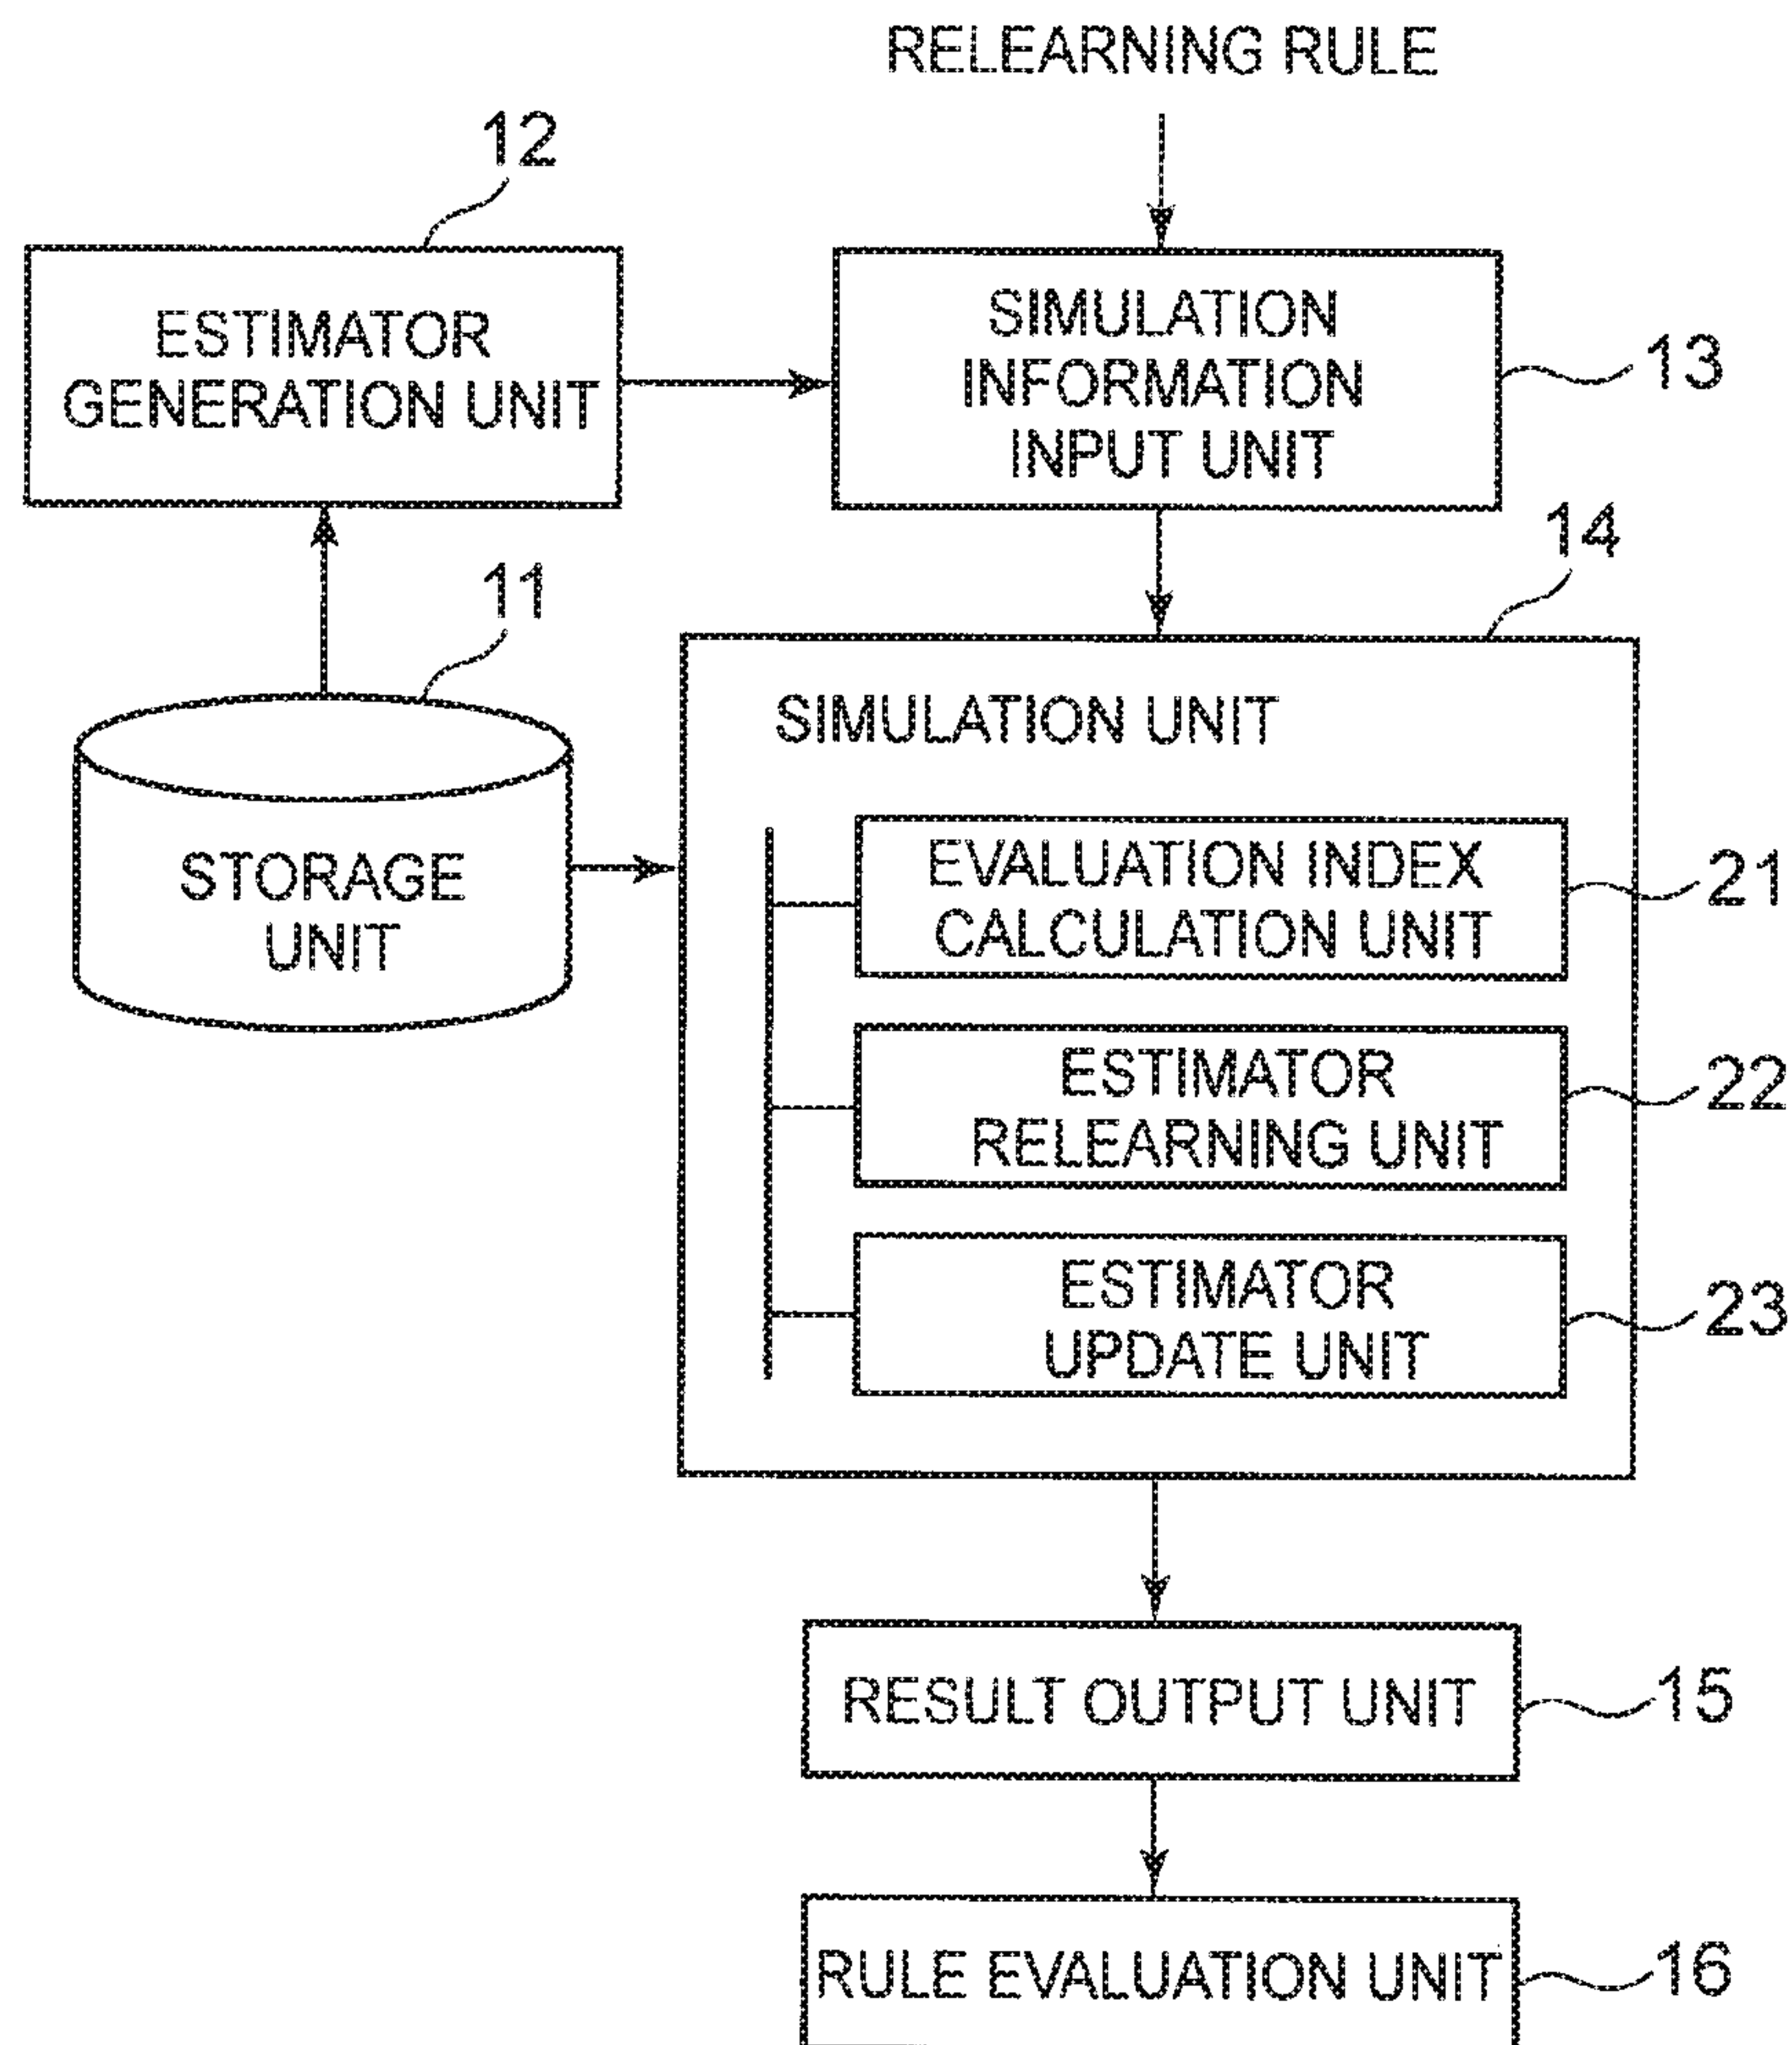 RELEARNING RULE
12
ESTIMATOR
GENERATION UNIT
SIMULATION
INFORMATION
INPUT UNIT
13
11
STORAGE
UNIT
14
SIMULATION UNIT
EVALUATION INDEX
CALCULATION UNIT
21
ESTIMATOR
RELEARNING UNIT
22
ESTIMATOR
UPDATE UNIT
23
RESULT OUTPUT UNIT
15
RULE EVALUATION UNIT
16